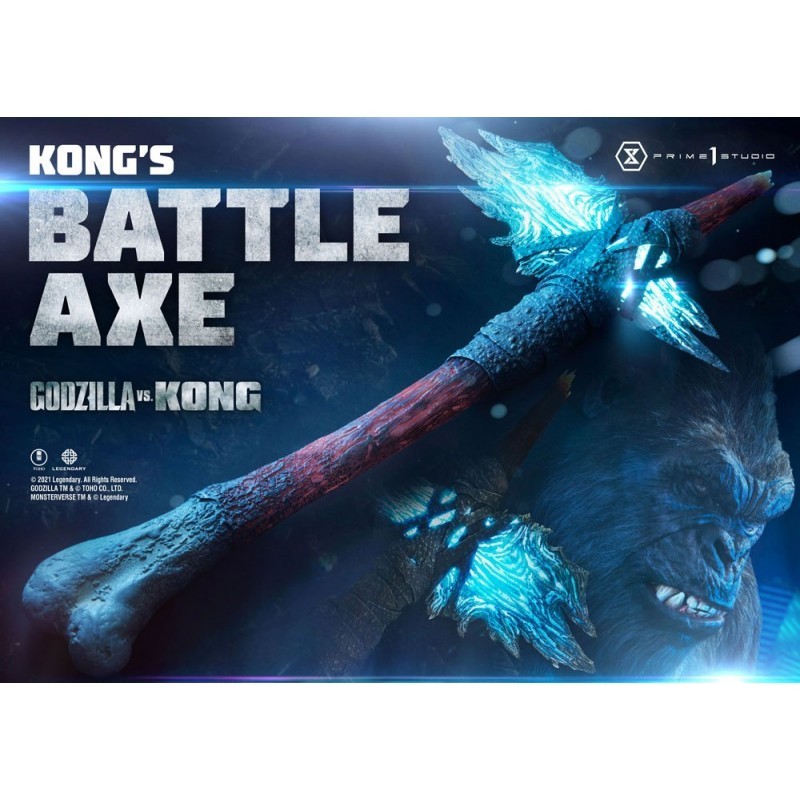 KONG'S
BATTLE
AXE
PRIME 1 STUDIO
GODZILLA VS. KONG
TOHO LEGENDARY
© 2021 Legendary. All Rights Reserved.
GODZILLA TM & © TOHO CO., LTD.
MONSTERVERSE TM & © Legendary